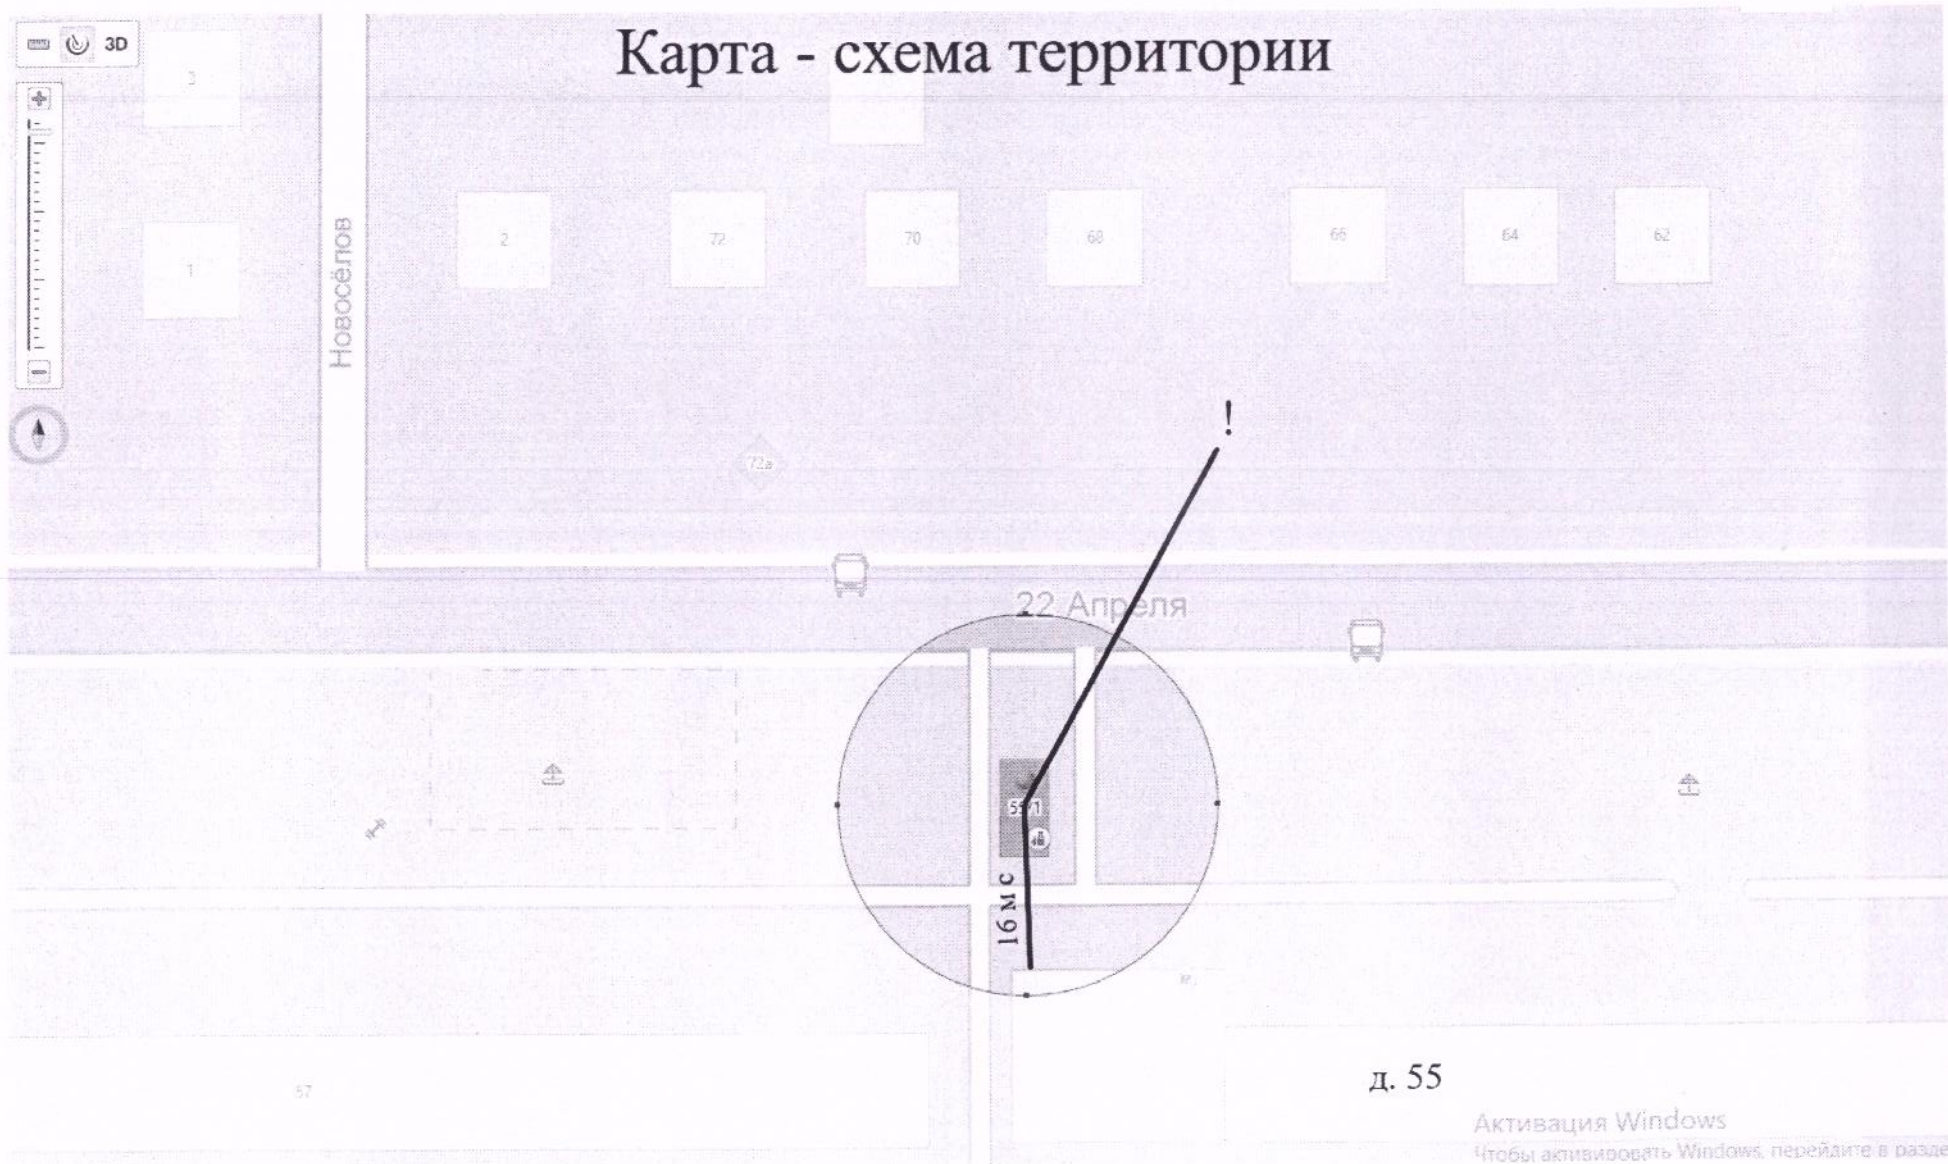 3D
Карта - схема территории
3
1
Новосёлов
2
72
70
68
66
64
62
!
72а
22 Апреля
55/1
16 м с
57
д. 55
Активация Windows
Чтобы активировать Windows, перейдите в разде